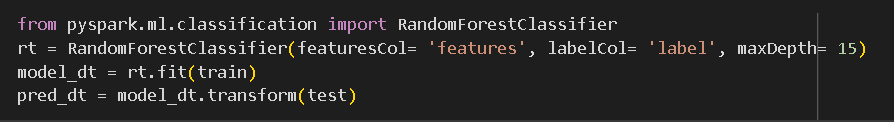 from pyspark.ml.classification import RandomForestClassifier
rt = RandomForestClassifier(featuresCol= 'features', labelCol= 'label', maxDepth= 15)
model_dt = rt.fit(train)
pred_dt = model_dt.transform(test)